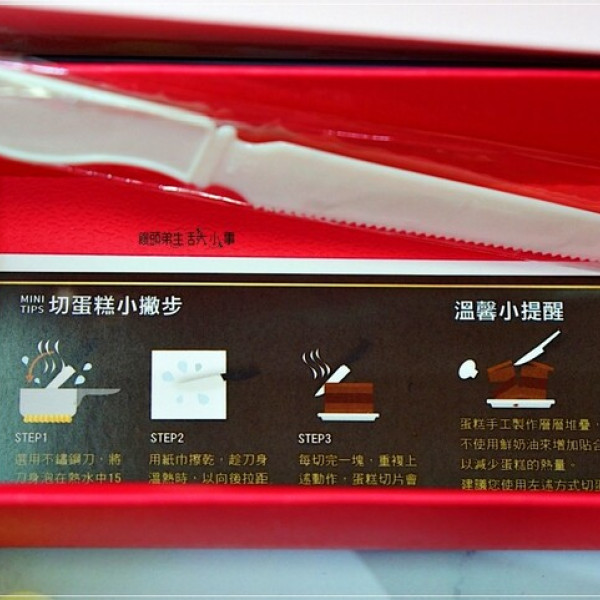 饅頭弟生活大小事
MINI TIPS 切蛋糕小撇步
STEP1
選用不鏽鋼刀，將
刀身泡在熱水中15
STEP2
用紙巾擦乾，趁刀身
溫熱時，以向後拉距
STEP3
每切完一塊，重複上
述動作，蛋糕切片會
溫馨小提醒
蛋糕手工製作層層堆疊，
不使用鮮奶油來增加貼合
以減少蛋糕的熱量。
建議您使用左述方式切蛋